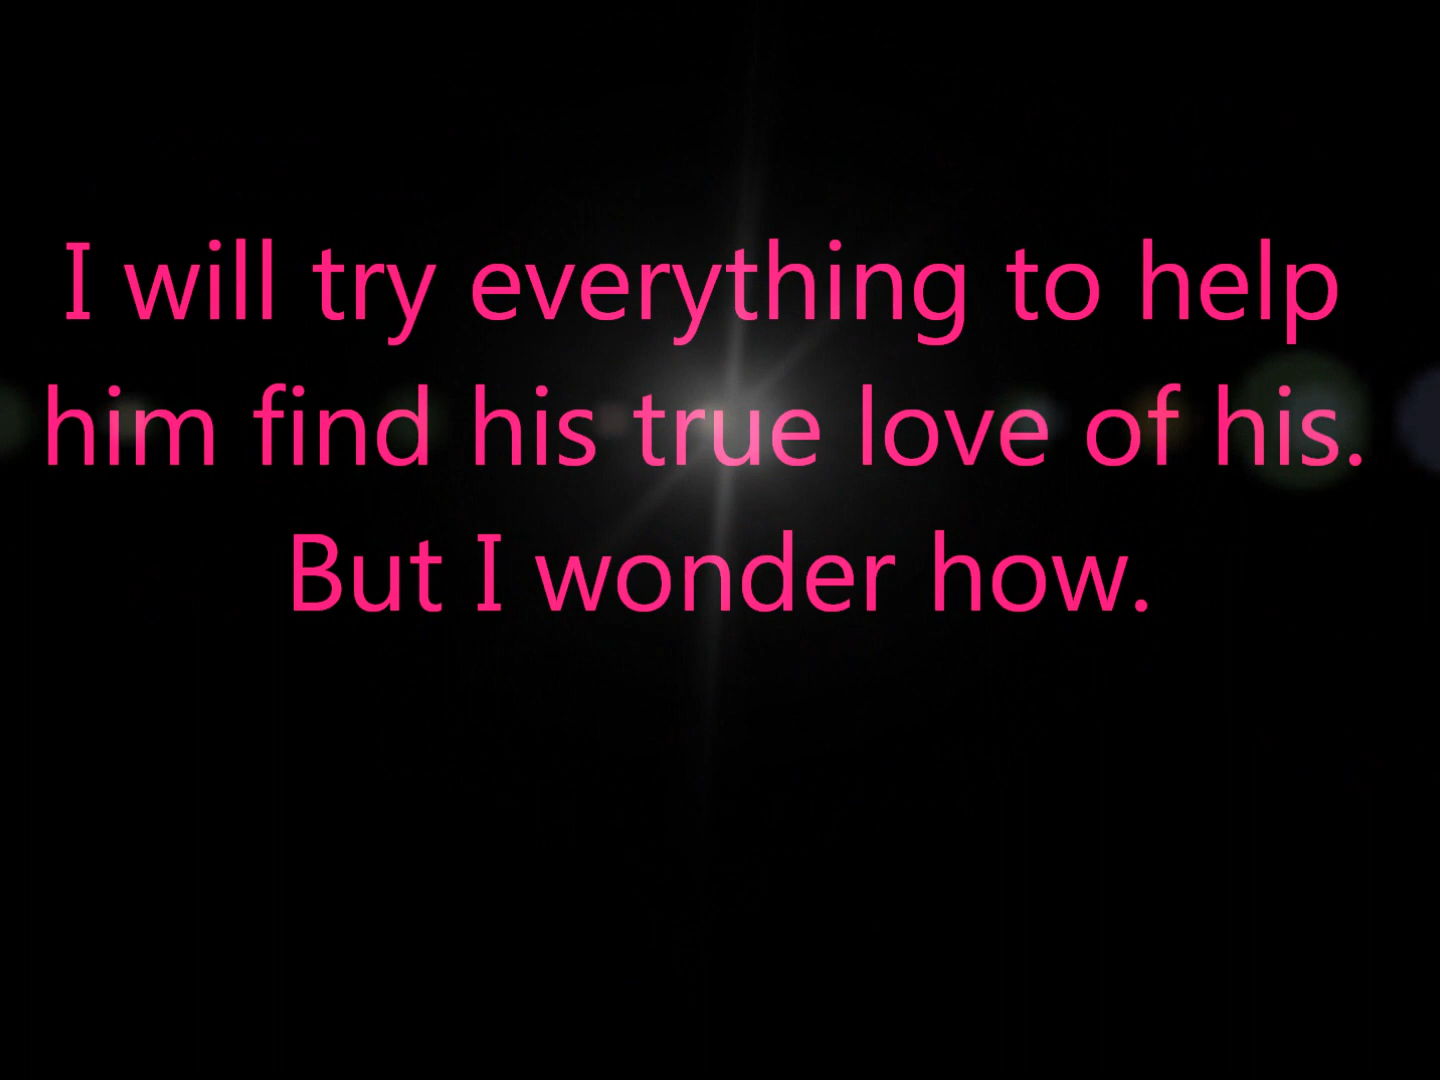 I will try everything to help
him find his true love of his.
But I wonder how.